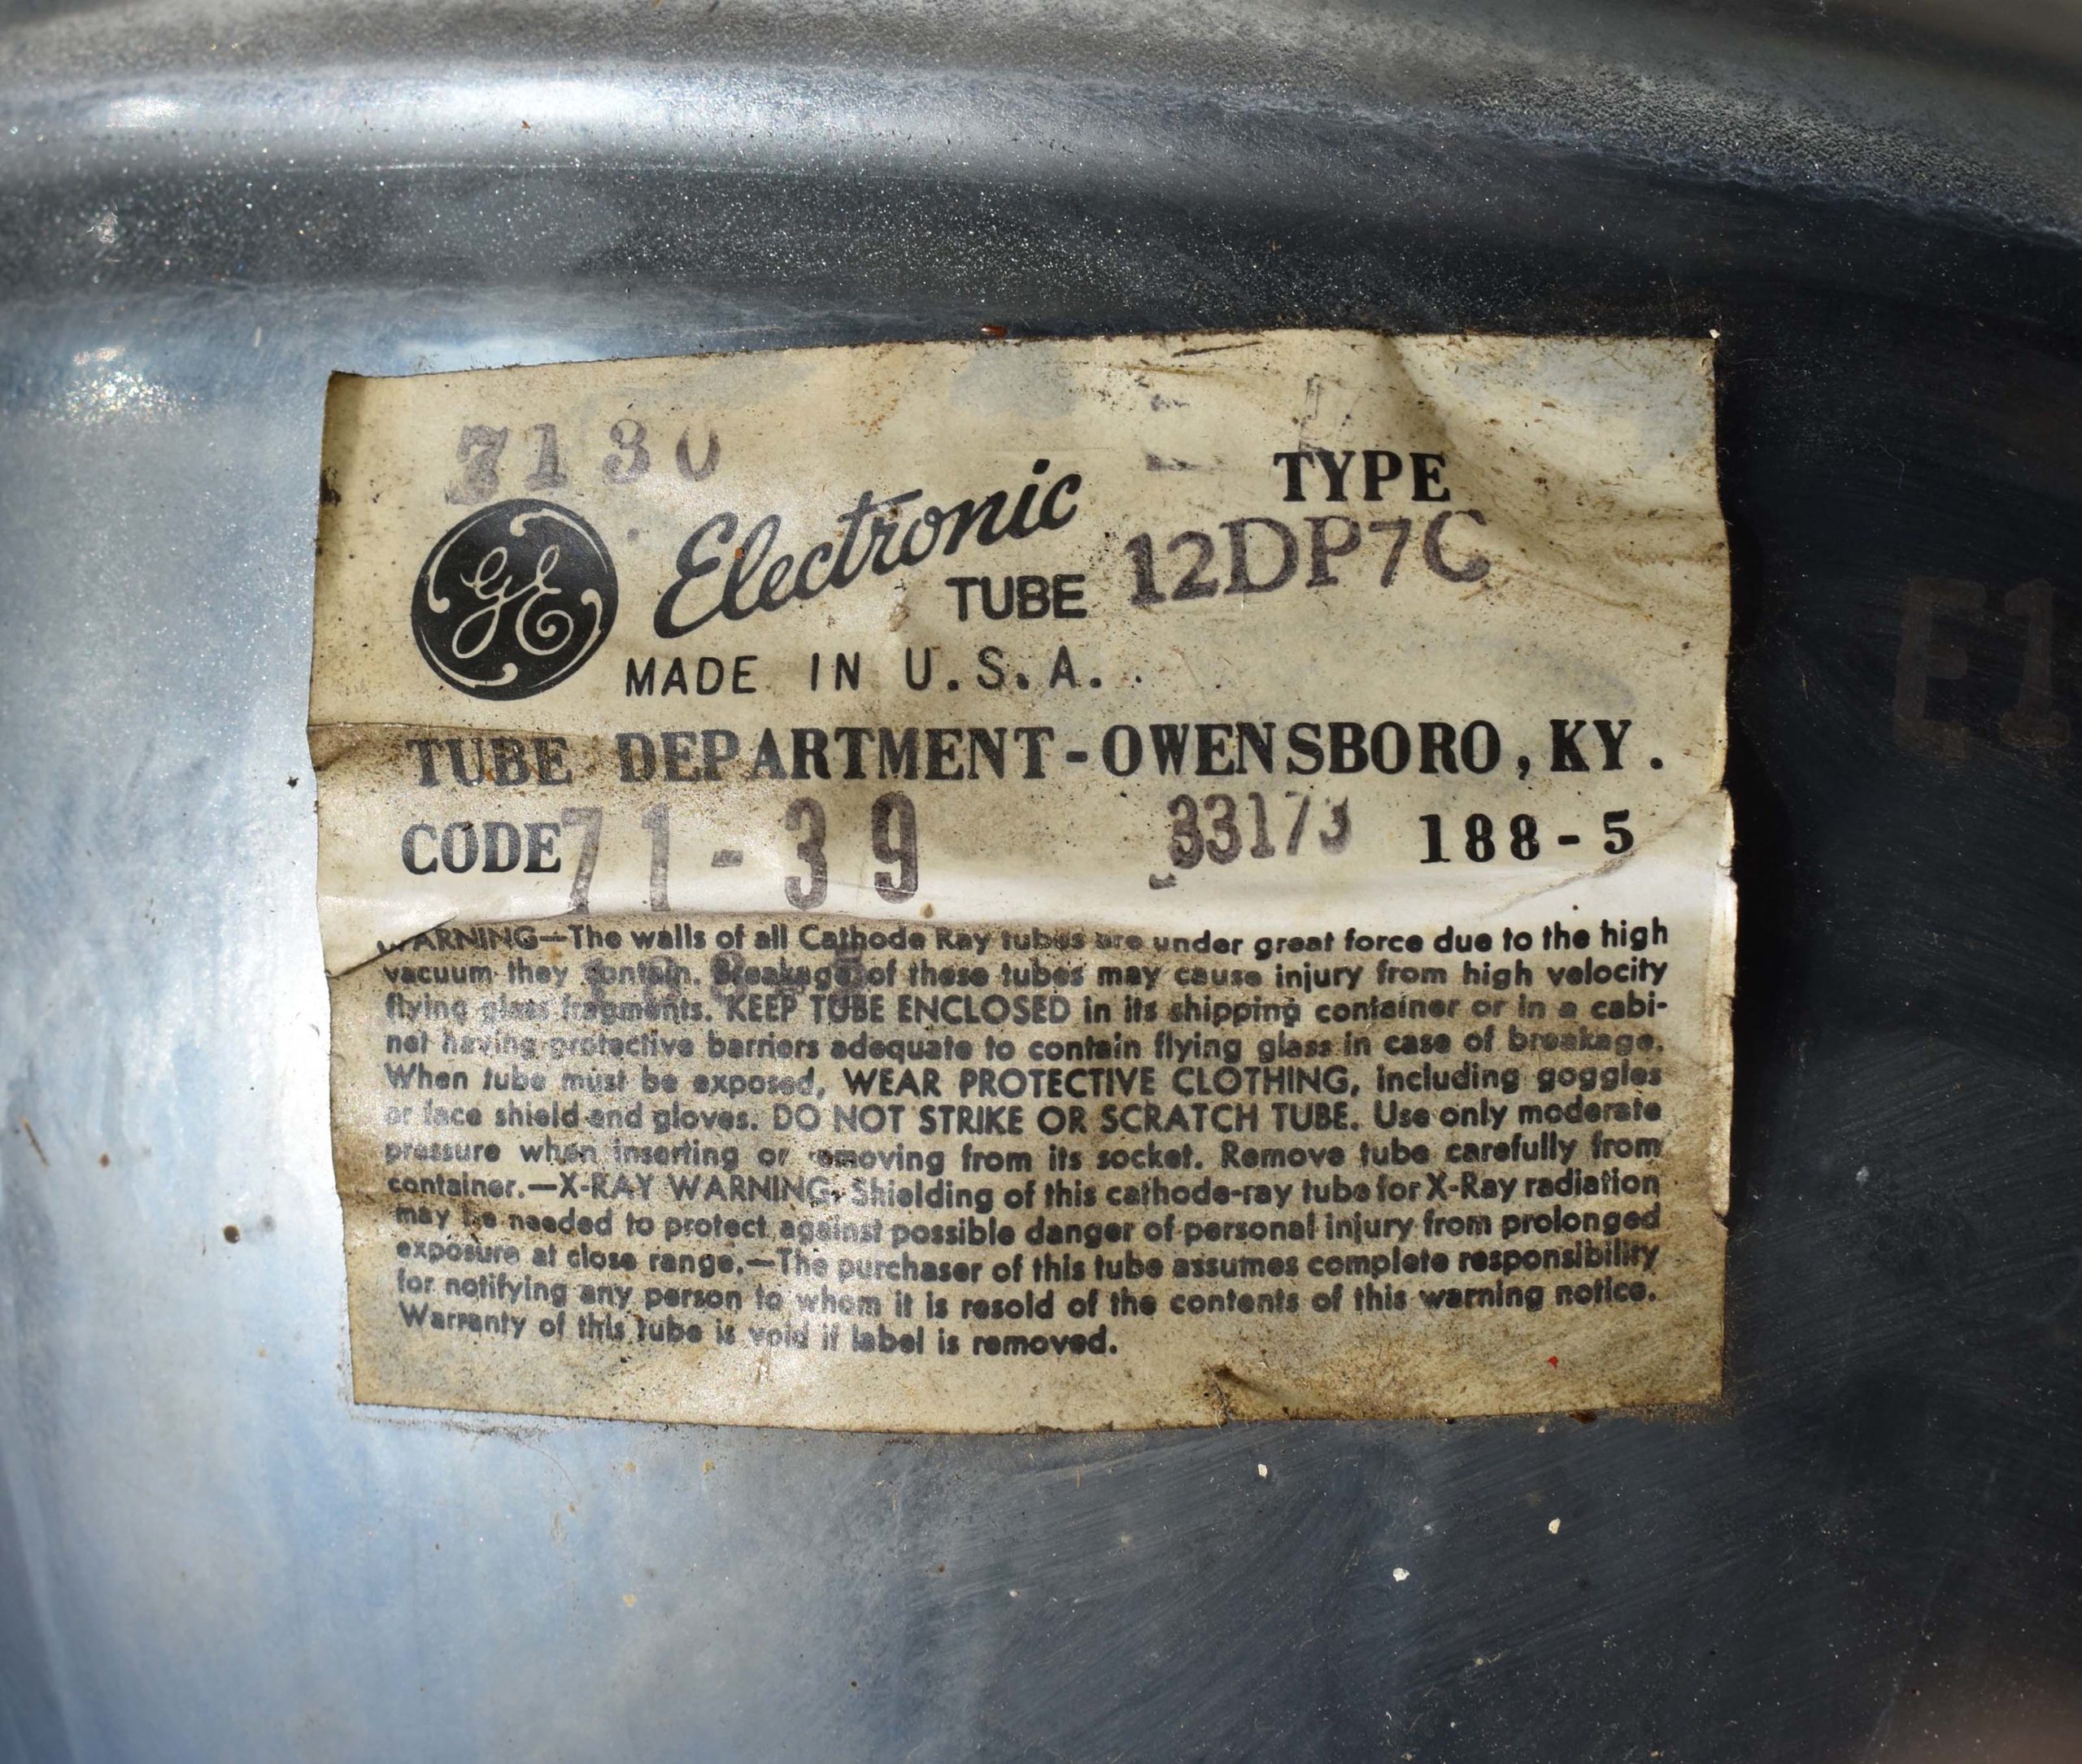 7130
GE Electronic TYPE
TUBE 12DP7C
MADE IN U.S.A.
TUBE DEPARTMENT-OWENSBORO, KY.
CODE 71-39 33173 188-5
WARNING—The walls of all Cathode Ray tubes are under great force due to the high
vacuum they contain. Breakage of these tubes may cause injury from high velocity
flying glass fragments. KEEP TUBE ENCLOSED in its shipping container or in a cabi-
net having protective barriers adequate to contain flying glass in case of breakage.
When tube must be exposed, WEAR PROTECTIVE CLOTHING, including goggles
or face shield and gloves. DO NOT STRIKE OR SCRATCH TUBE. Use only moderate
pressure when inserting or removing from its socket. Remove tube carefully from
container.—X-RAY WARNING. Shielding of this cathode-ray tube for X-Ray radiation
may be needed to protect against possible danger of personal injury from prolonged
exposure at close range.—The purchaser of this tube assumes complete responsibility
for notifying any person to whom it is resold of the contents of this warning notice.
Warranty of this tube is void if label is removed.
E1